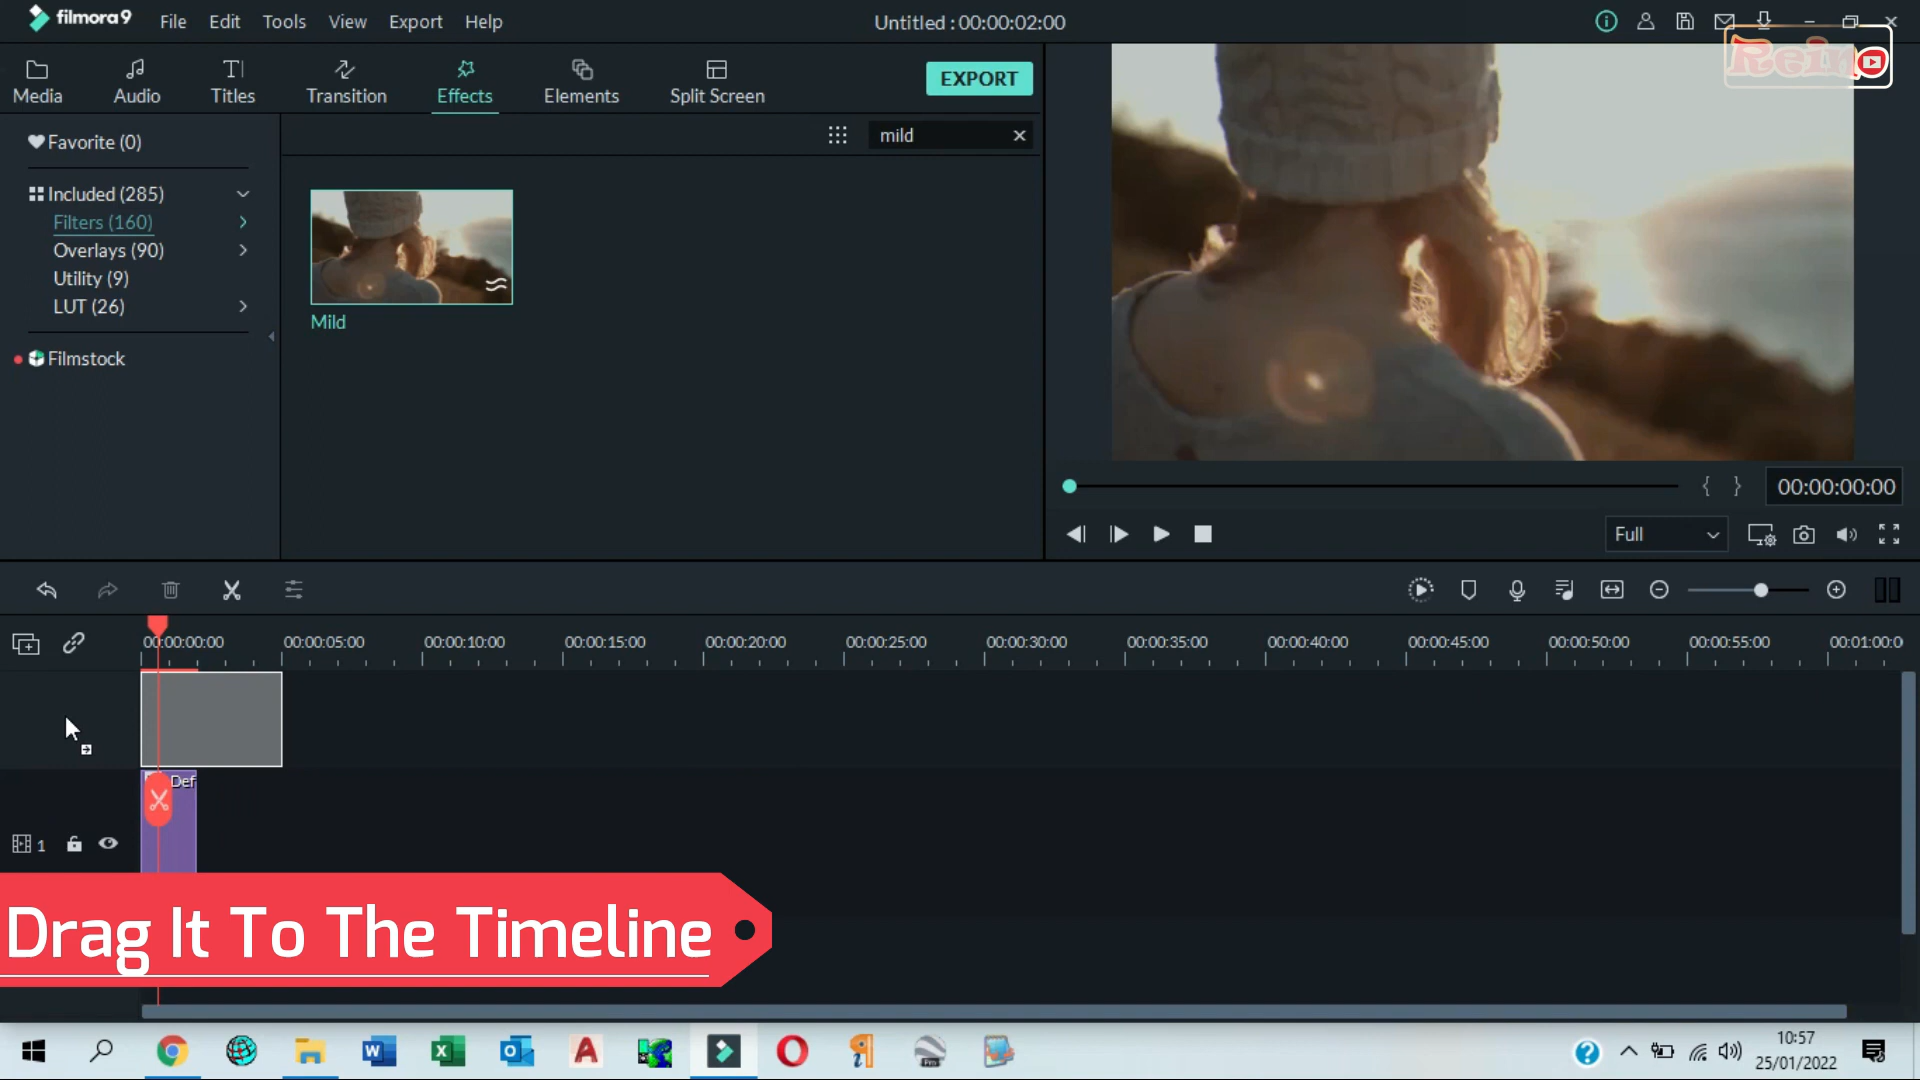 filmora9
File
Edit
Tools
View
Export
Help
Untitled : 00:00:02:00
Rein
Media
Audio
Titles
Transition
Effects
Elements
Split Screen
EXPORT
Favorite (0)
mild
Included (285)
Filters (160)
Overlays (90)
Utility (9)
LUT (26)
Filmstock
Mild
{ }
00:00:00:00
Full
00:00:00:00
00:00:05:00
00:00:10:00
00:00:15:00
00:00:20:00
00:00:25:00
00:00:30:00
00:00:35:00
00:00:40:00
00:00:45:00
00:00:50:00
00:00:55:00
00:01:00:0
Def
1
Drag It To The Timeline
10:57
25/01/2022